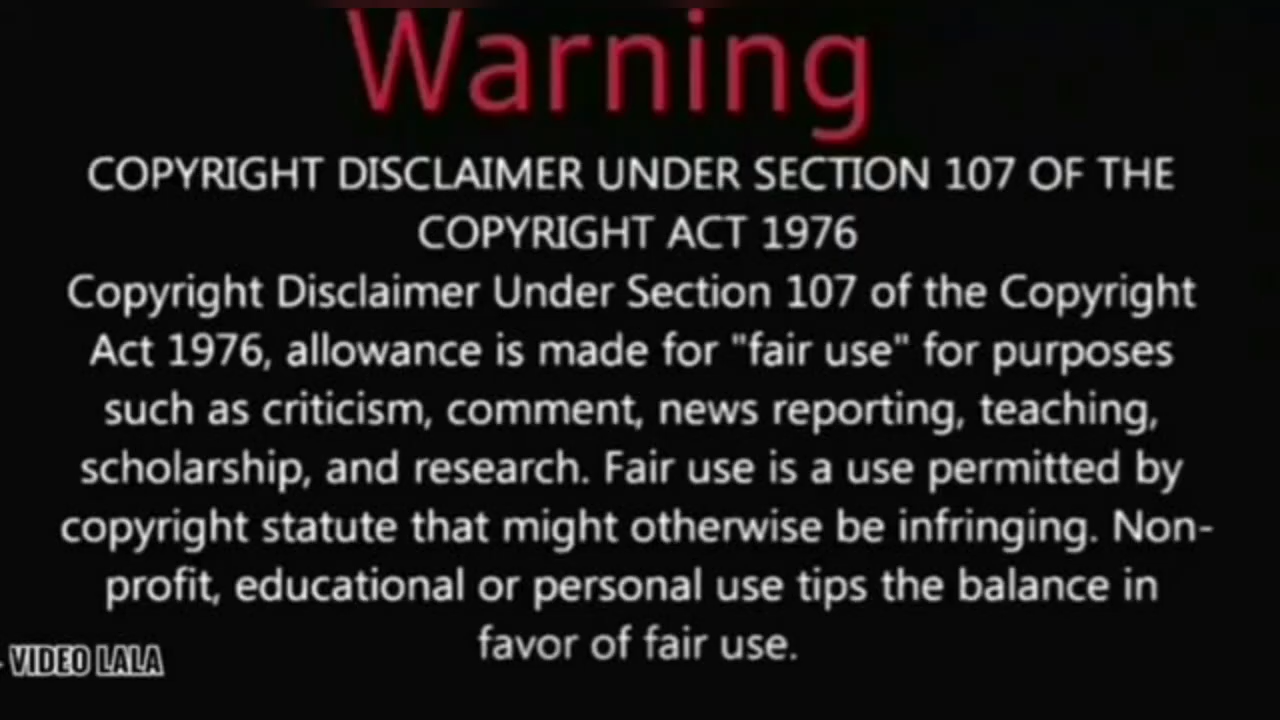 Warning
COPYRIGHT DISCLAIMER UNDER SECTION 107 OF THE
COPYRIGHT ACT 1976
Copyright Disclaimer Under Section 107 of the Copyright
Act 1976, allowance is made for "fair use" for purposes
such as criticism, comment, news reporting, teaching,
scholarship, and research. Fair use is a use permitted by
copyright statute that might otherwise be infringing. Non-
profit, educational or personal use tips the balance in
favor of fair use.
VIDEO LALA